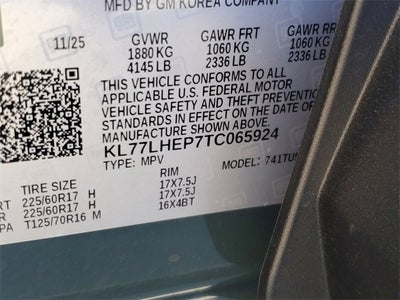 MFD BY GM KOREA COMPANY
11/25 GVWR GAWR FRT GAWR RR
1880 KG 1060 KG 1060 KG
4145 LB 2336 LB 2336 LB
THIS VEHICLE CONFORMS TO ALL
APPLICABLE U.S. FEDERAL MOTOR
VEHICLE SAFETY AND THEFT PREVENTION
STANDARDS IN EFFECT ON THE DATE OF
MANUFACTURE SHOWN ABOVE.
KL77LHEP7TC065924
TYPE: MPV MODEL CODE: 741TUS
TIRE SIZE RIM
225/60R17 H 17X7.5J
225/60R17 H 17X7.5J
PA T125/70R16 M 16X4BT